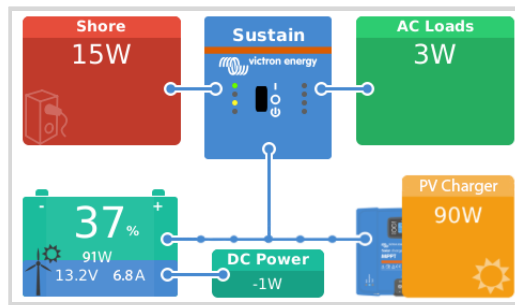 Shore
15W
Sustain
victron energy
AC Loads
3W
37%
91W
13.2V 6.8A
DC Power
-1W
PV Charger
90W